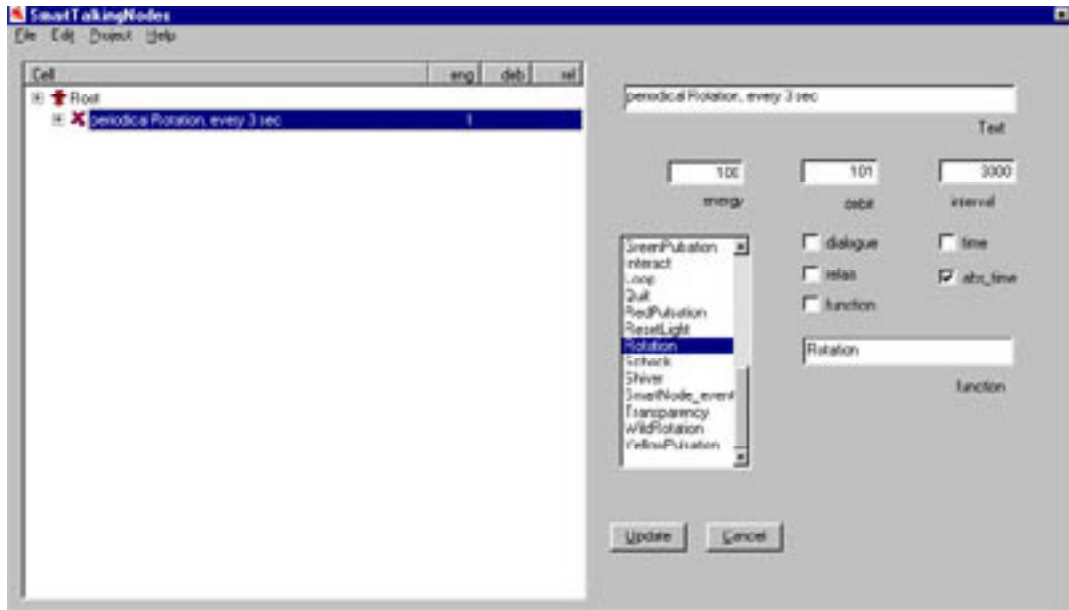 SmartTalkingNodes
File Edit Project Help
Cell eng deb rel
Root
periodical Rotation, every 3 sec 1
periodical Rotation, every 3 sec
Text
100 101 3000
energy debit interval
GreenPulsation
Interact
Loop
Quit
RedPulsation
ResetLight
Rotation
Shiver
SmartNode_event
Transparency
WildRotation
YellowPulsation
dialogue time
relais abs_time
function
Rotation
function
Update Cancel